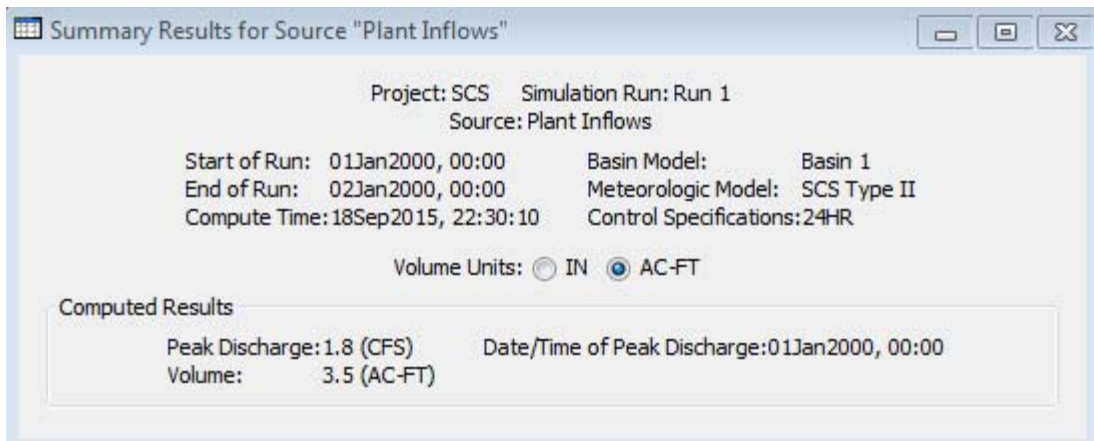 Summary Results for Source "Plant Inflows"
Project: SCS Simulation Run: Run 1
Source: Plant Inflows
Start of Run: 01Jan2000, 00:00 Basin Model: Basin 1
End of Run: 02Jan2000, 00:00 Meteorologic Model: SCS Type II
Compute Time:18Sep2015, 22:30:10 Control Specifications:24HR
Volume Units: IN AC-FT
Computed Results
Peak Discharge:1.8 (CFS) Date/Time of Peak Discharge:01Jan2000, 00:00
Volume: 3.5 (AC-FT)